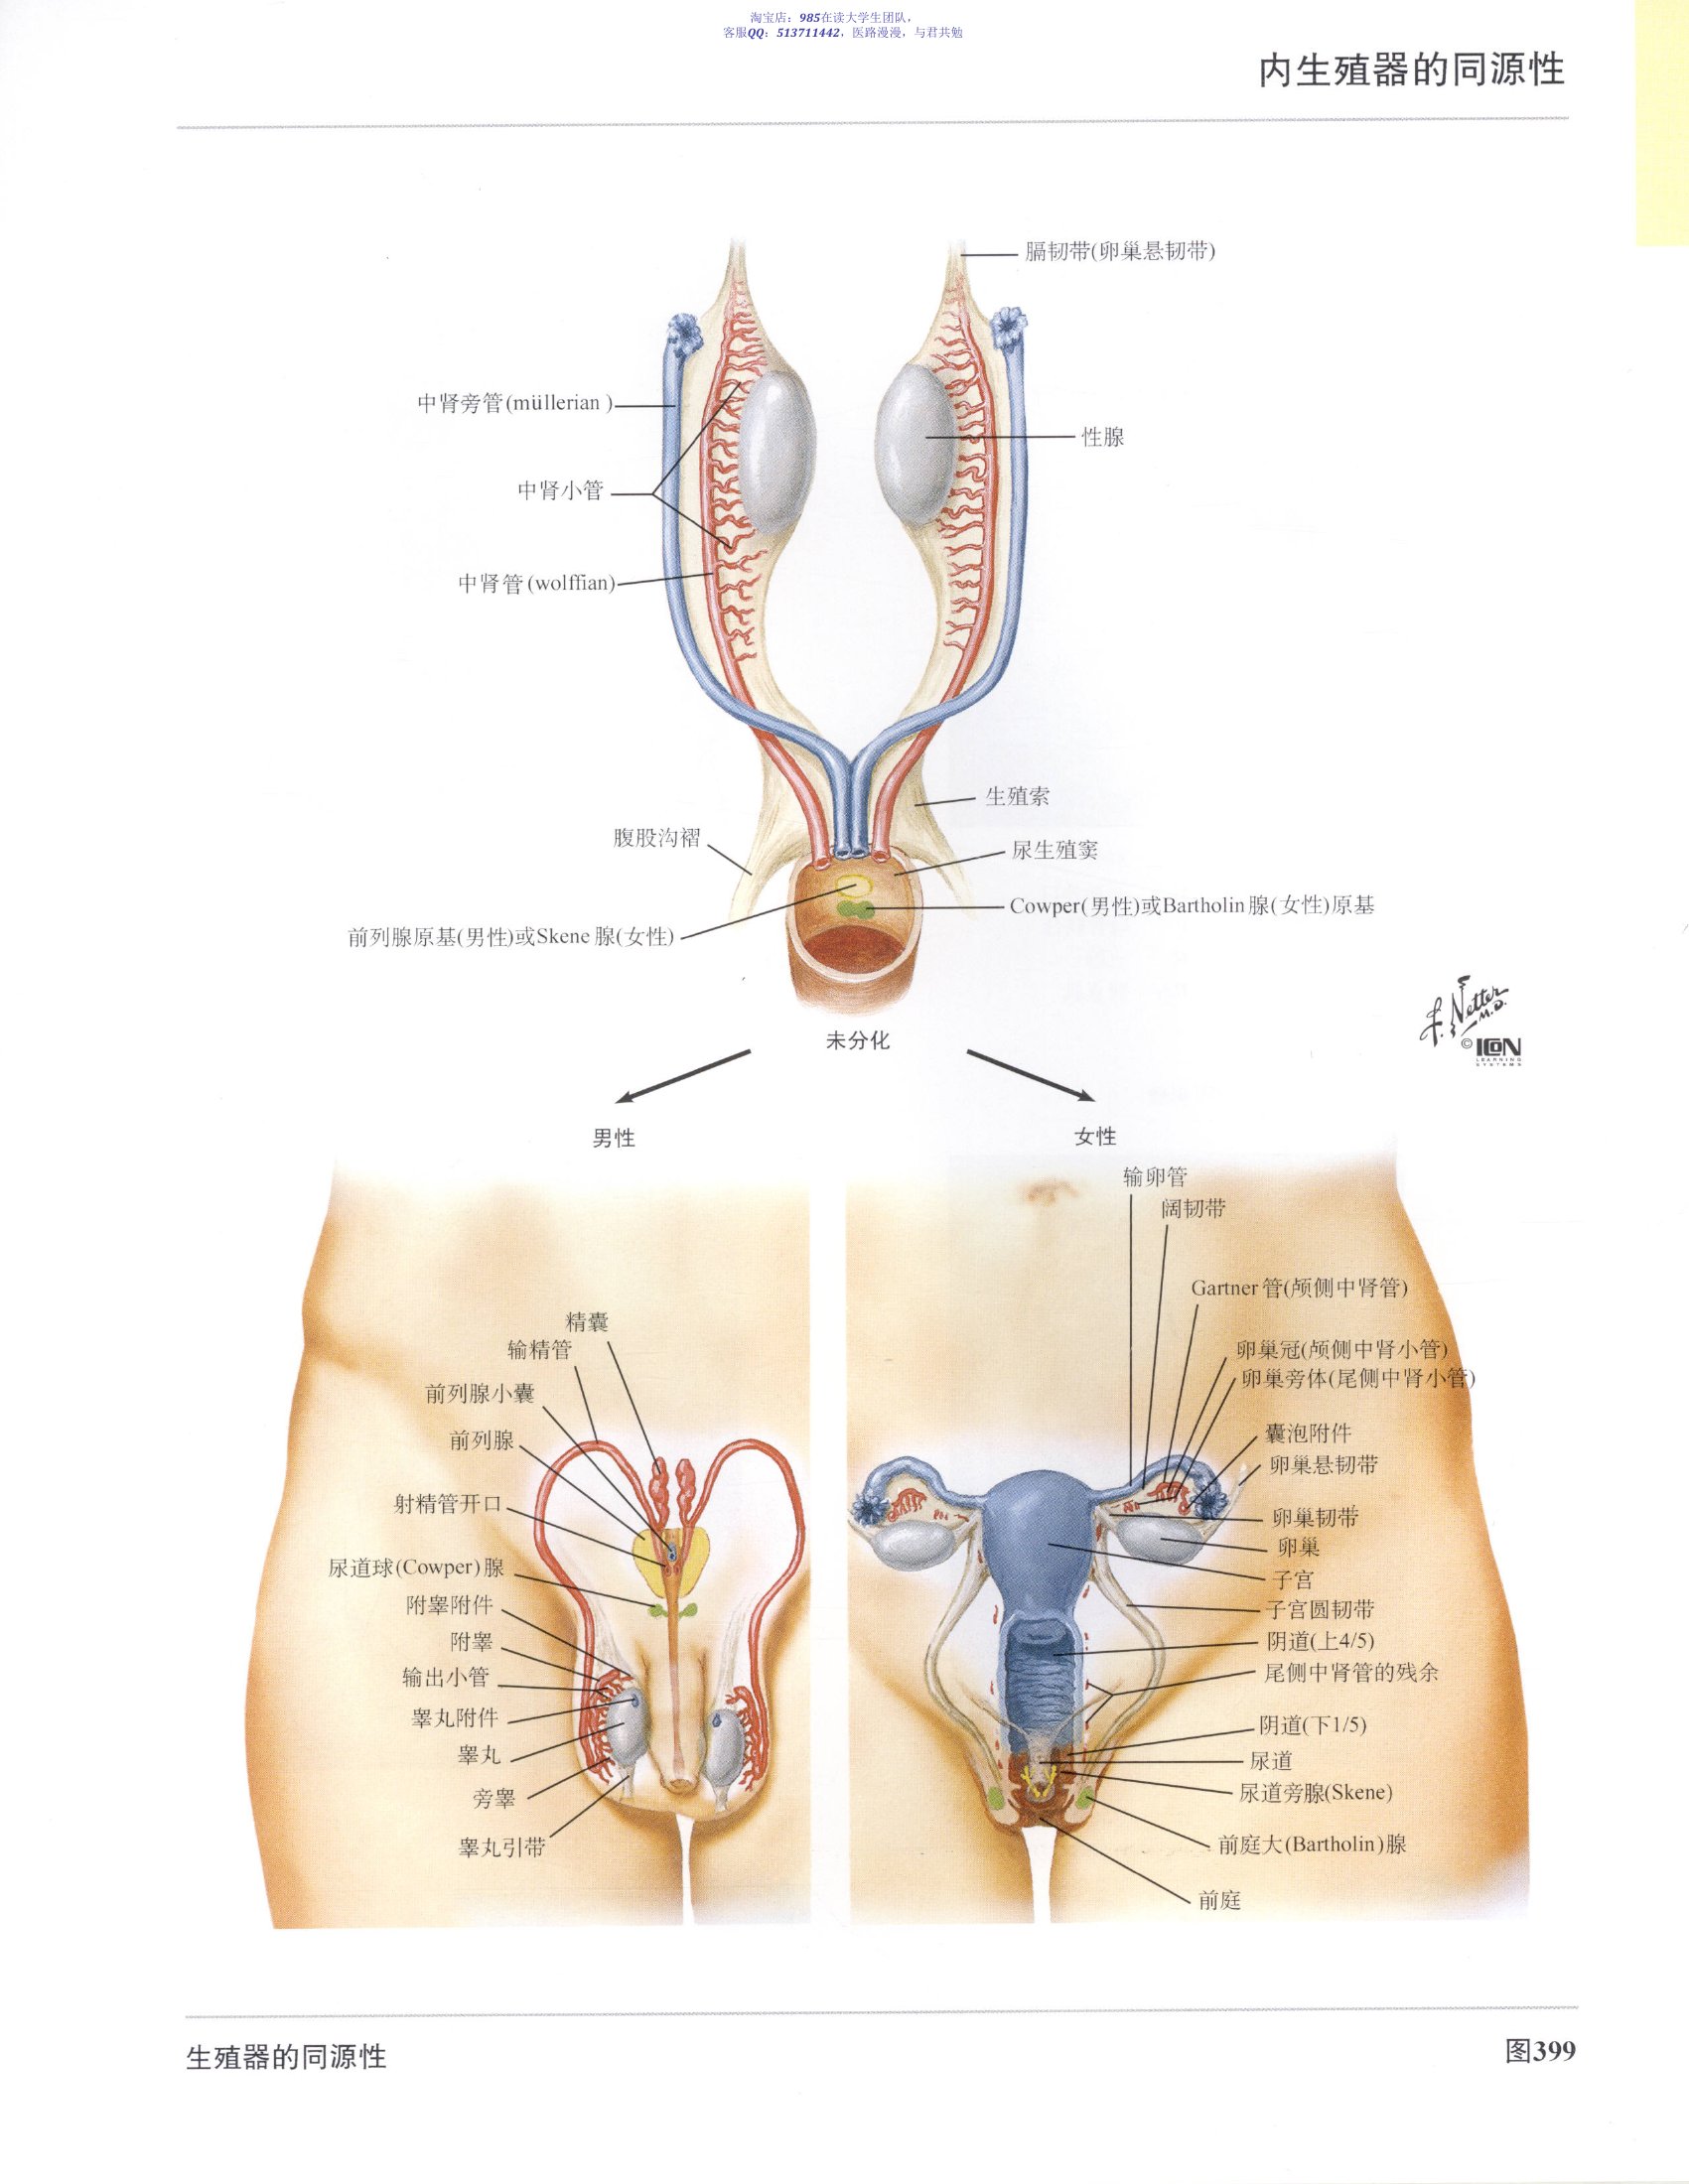 淘宝店：985在读大学生团队，
客服QQ：513711442，医路漫漫，与君共勉
内生殖器的同源性
膈韧带(卵巢悬韧带)
中肾旁管(müllerian )
性腺
中肾小管
中肾管(wolffian)
生殖索
腹股沟褶
尿生殖窦
Cowper(男性)或Bartholin腺(女性)原基
前列腺原基(男性)或Skene腺(女性)
F. Netter
M.D.
© ICON
LEARNING
SYSTEMS
未分化
男性
女性
输卵管
阔韧带
Gartner管(颅侧中肾管)
精囊
输精管
卵巢冠(颅侧中肾小管)
卵巢旁体(尾侧中肾小管)
前列腺小囊
前列腺
囊泡附件
卵巢悬韧带
射精管开口
卵巢韧带
卵巢
尿道球(Cowper)腺
子宫
附睾附件
子宫圆韧带
附睾
阴道(上4/5)
输出小管
尾侧中肾管的残余
睾丸附件
阴道(下1/5)
睾丸
尿道
旁睾
尿道旁腺(Skene)
睾丸引带
前庭大(Bartholin)腺
前庭
生殖器的同源性
图399